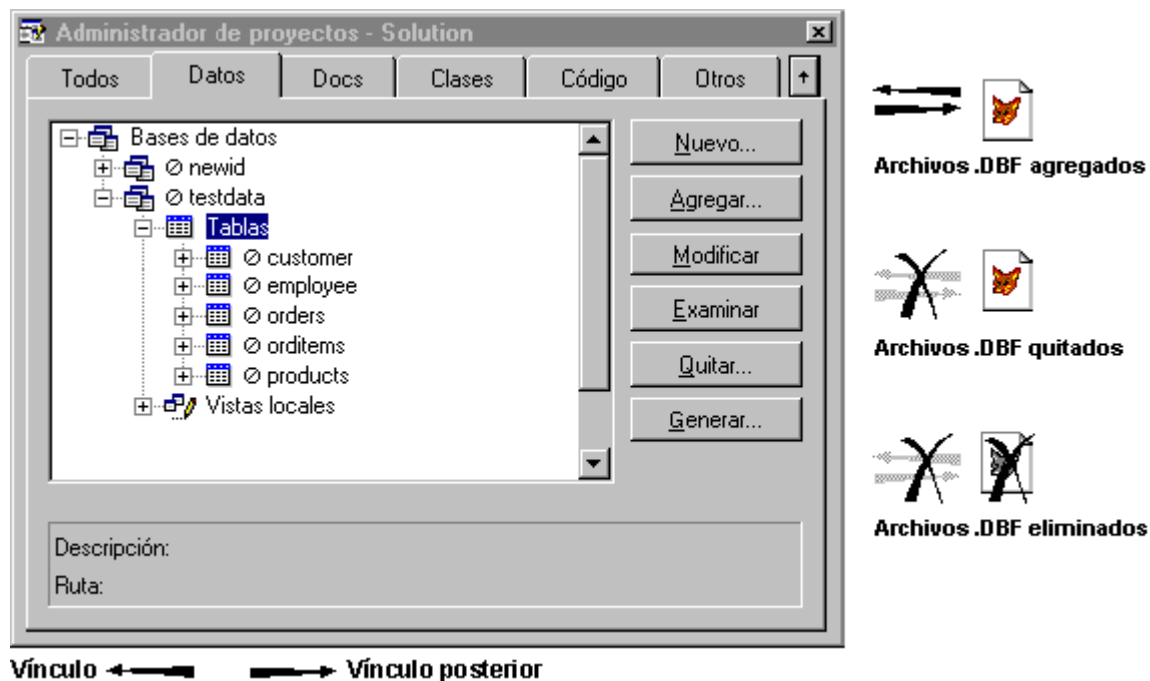 Administrador de proyectos - Solution
Todos Datos Docs Clases Código Otros
Bases de datos
newid
testdata
Tablas
customer
employee
orders
orditems
products
Vistas locales
Nuevo...
Agregar...
Modificar
Examinar
Quitar...
Generar...
Descripción:
Ruta:
Archivos .DBF agregados
Archivos .DBF quitados
Archivos .DBF eliminados
Vínculo Vínculo posterior